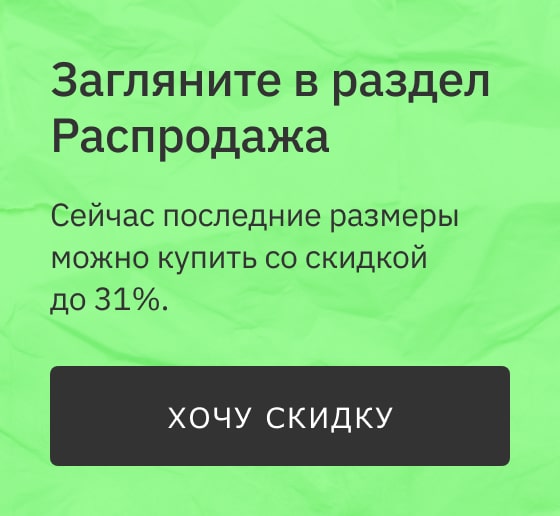 Загляните в раздел
Распродажа
Сейчас последние размеры
можно купить со скидкой
до 31%.
ХОЧУ СКИДКУ